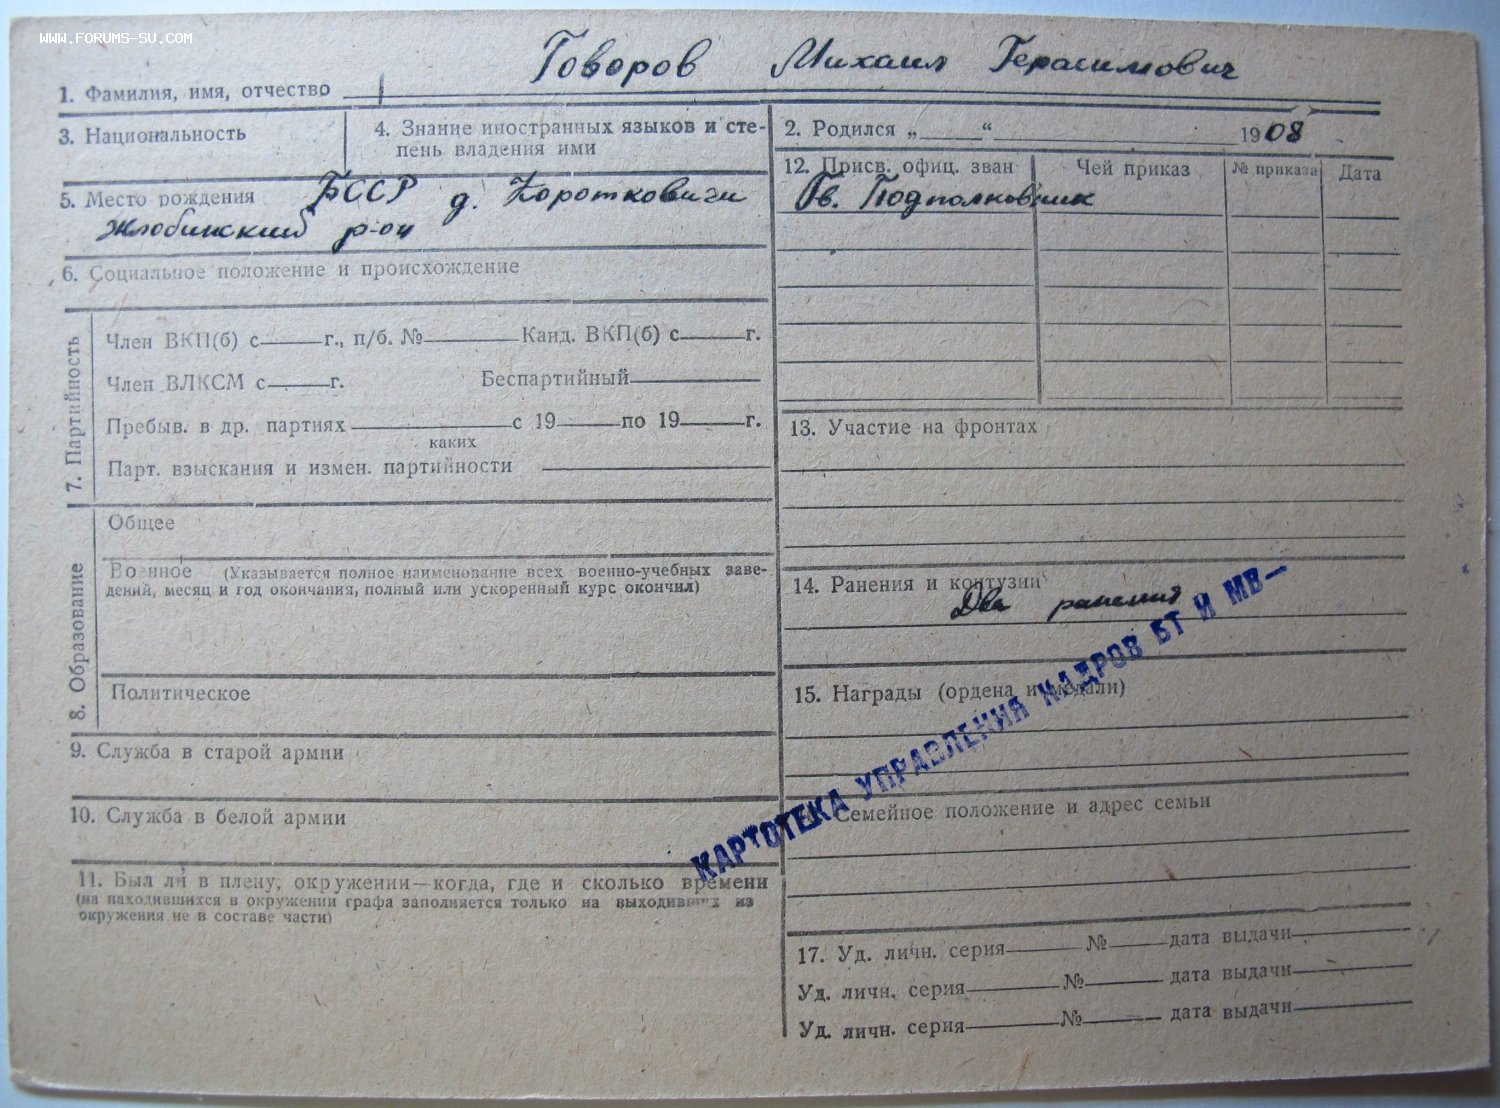 WWW.FORUMS-SU.COM
Говоров Михаил Герасимович
1. Фамилия, имя, отчество
3. Национальность
4. Знание иностранных языков и сте-
пень владения ими
5. Место рождения БССР д. Коротковичи
Жлобинский р-он
6. Социальное положение и происхождение
7. Партийность
Член ВКП(б) с г., п/б. № Канд. ВКП(б) с г.
Член ВЛКСМ с г. Беспартийный
Пребыв. в др. партиях с 19 по 19 г.
каких
Парт. взыскания и измен. партийности
8. Образование
Общее
Военное (Указывается полное наименование всех военно-учебных заве-
дений, месяц и год окончания, полный или ускоренный курс окончил)
Политическое
9. Служба в старой армии
10. Служба в белой армии
11. Был ли в плену, окружении—когда, где и сколько времени
(на находившихся в окружении графа заполняется только на выходивших из
окружения не в составе части)
2. Родился „ “ 1908
12. Присв. офиц. зван Чей приказ № приказа Дата
Гв. Подполковник
13. Участие на фронтах
14. Ранения и контузии
Два ранения
15. Награды (ордена и медали)
КАРТОТЕКА УПРАВЛЕНИЯ КАДРОВ БТ И МВ—
Семейное положение и адрес семьи
17. Уд. личн. серия № дата выдачи
Уд. личн. серия № дата выдачи
Уд. личн. серия № дата выдачи